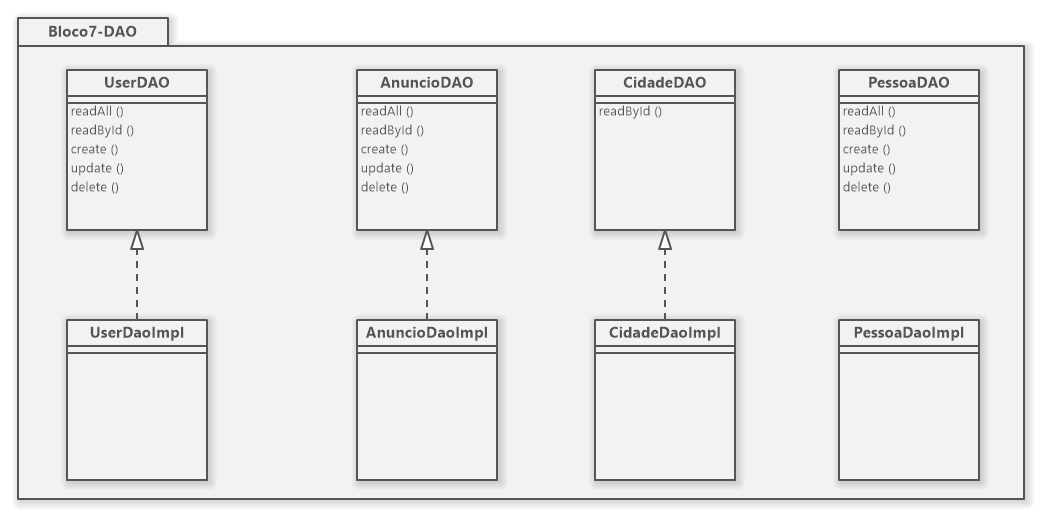 Bloco7-DAO
UserDAO
readAll ()
readById ()
create ()
update ()
delete ()
AnuncioDAO
readAll ()
readById ()
create ()
update ()
delete ()
CidadeDAO
readById ()
PessoaDAO
readAll ()
readById ()
create ()
update ()
delete ()
UserDaoImpl
AnuncioDaoImpl
CidadeDaoImpl
PessoaDaoImpl